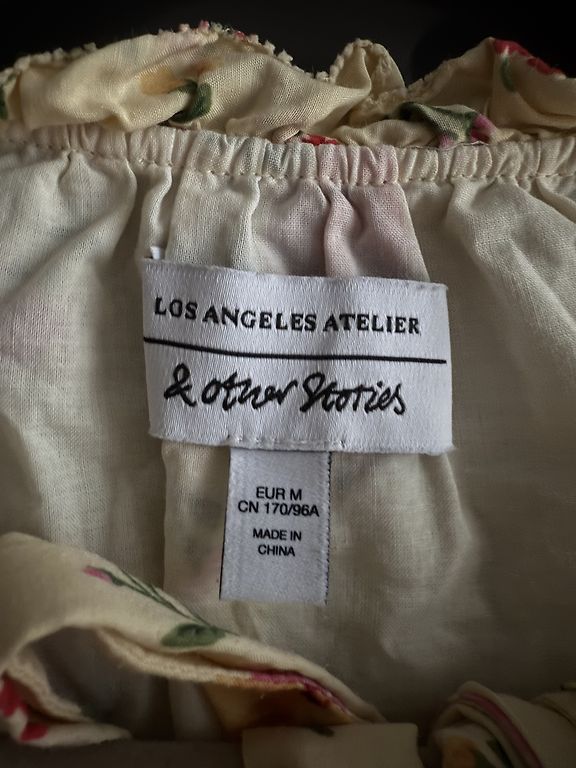 LOS ANGELES ATELIER
& other Stories
EUR M
CN 170/96A
MADE IN
CHINA